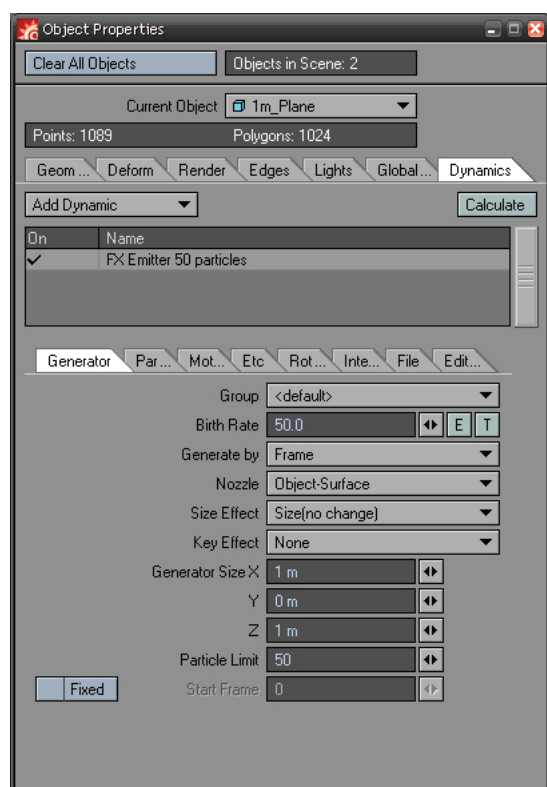 Object Properties
Clear All Objects Objects in Scene: 2
Current Object 1m_Plane
Points: 1089 Polygons: 1024
Geom ... Deform Render Edges Lights Global... Dynamics
Add Dynamic Calculate
On Name
FX Emitter 50 particles
Generator Par ... Mot... Etc Rot... Inte... File Edit...
Group <default>
Birth Rate 50.0 E T
Generate by Frame
Nozzle Object-Surface
Size Effect Size(no change)
Key Effect None
Generator Size X 1 m
Y 0 m
Z 1 m
Particle Limit 50
Fixed Start Frame 0